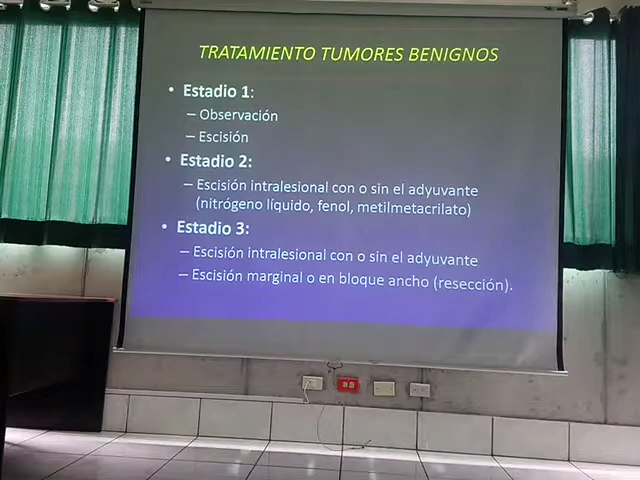 TRATAMIENTO TUMORES BENIGNOS
• Estadio 1:
– Observación
– Escisión
• Estadio 2:
– Escisión intralesional con o sin el adyuvante
(nitrógeno líquido, fenol, metilmetacrilato)
• Estadio 3:
– Escisión intralesional con o sin el adyuvante
– Escisión marginal o en bloque ancho (resección).